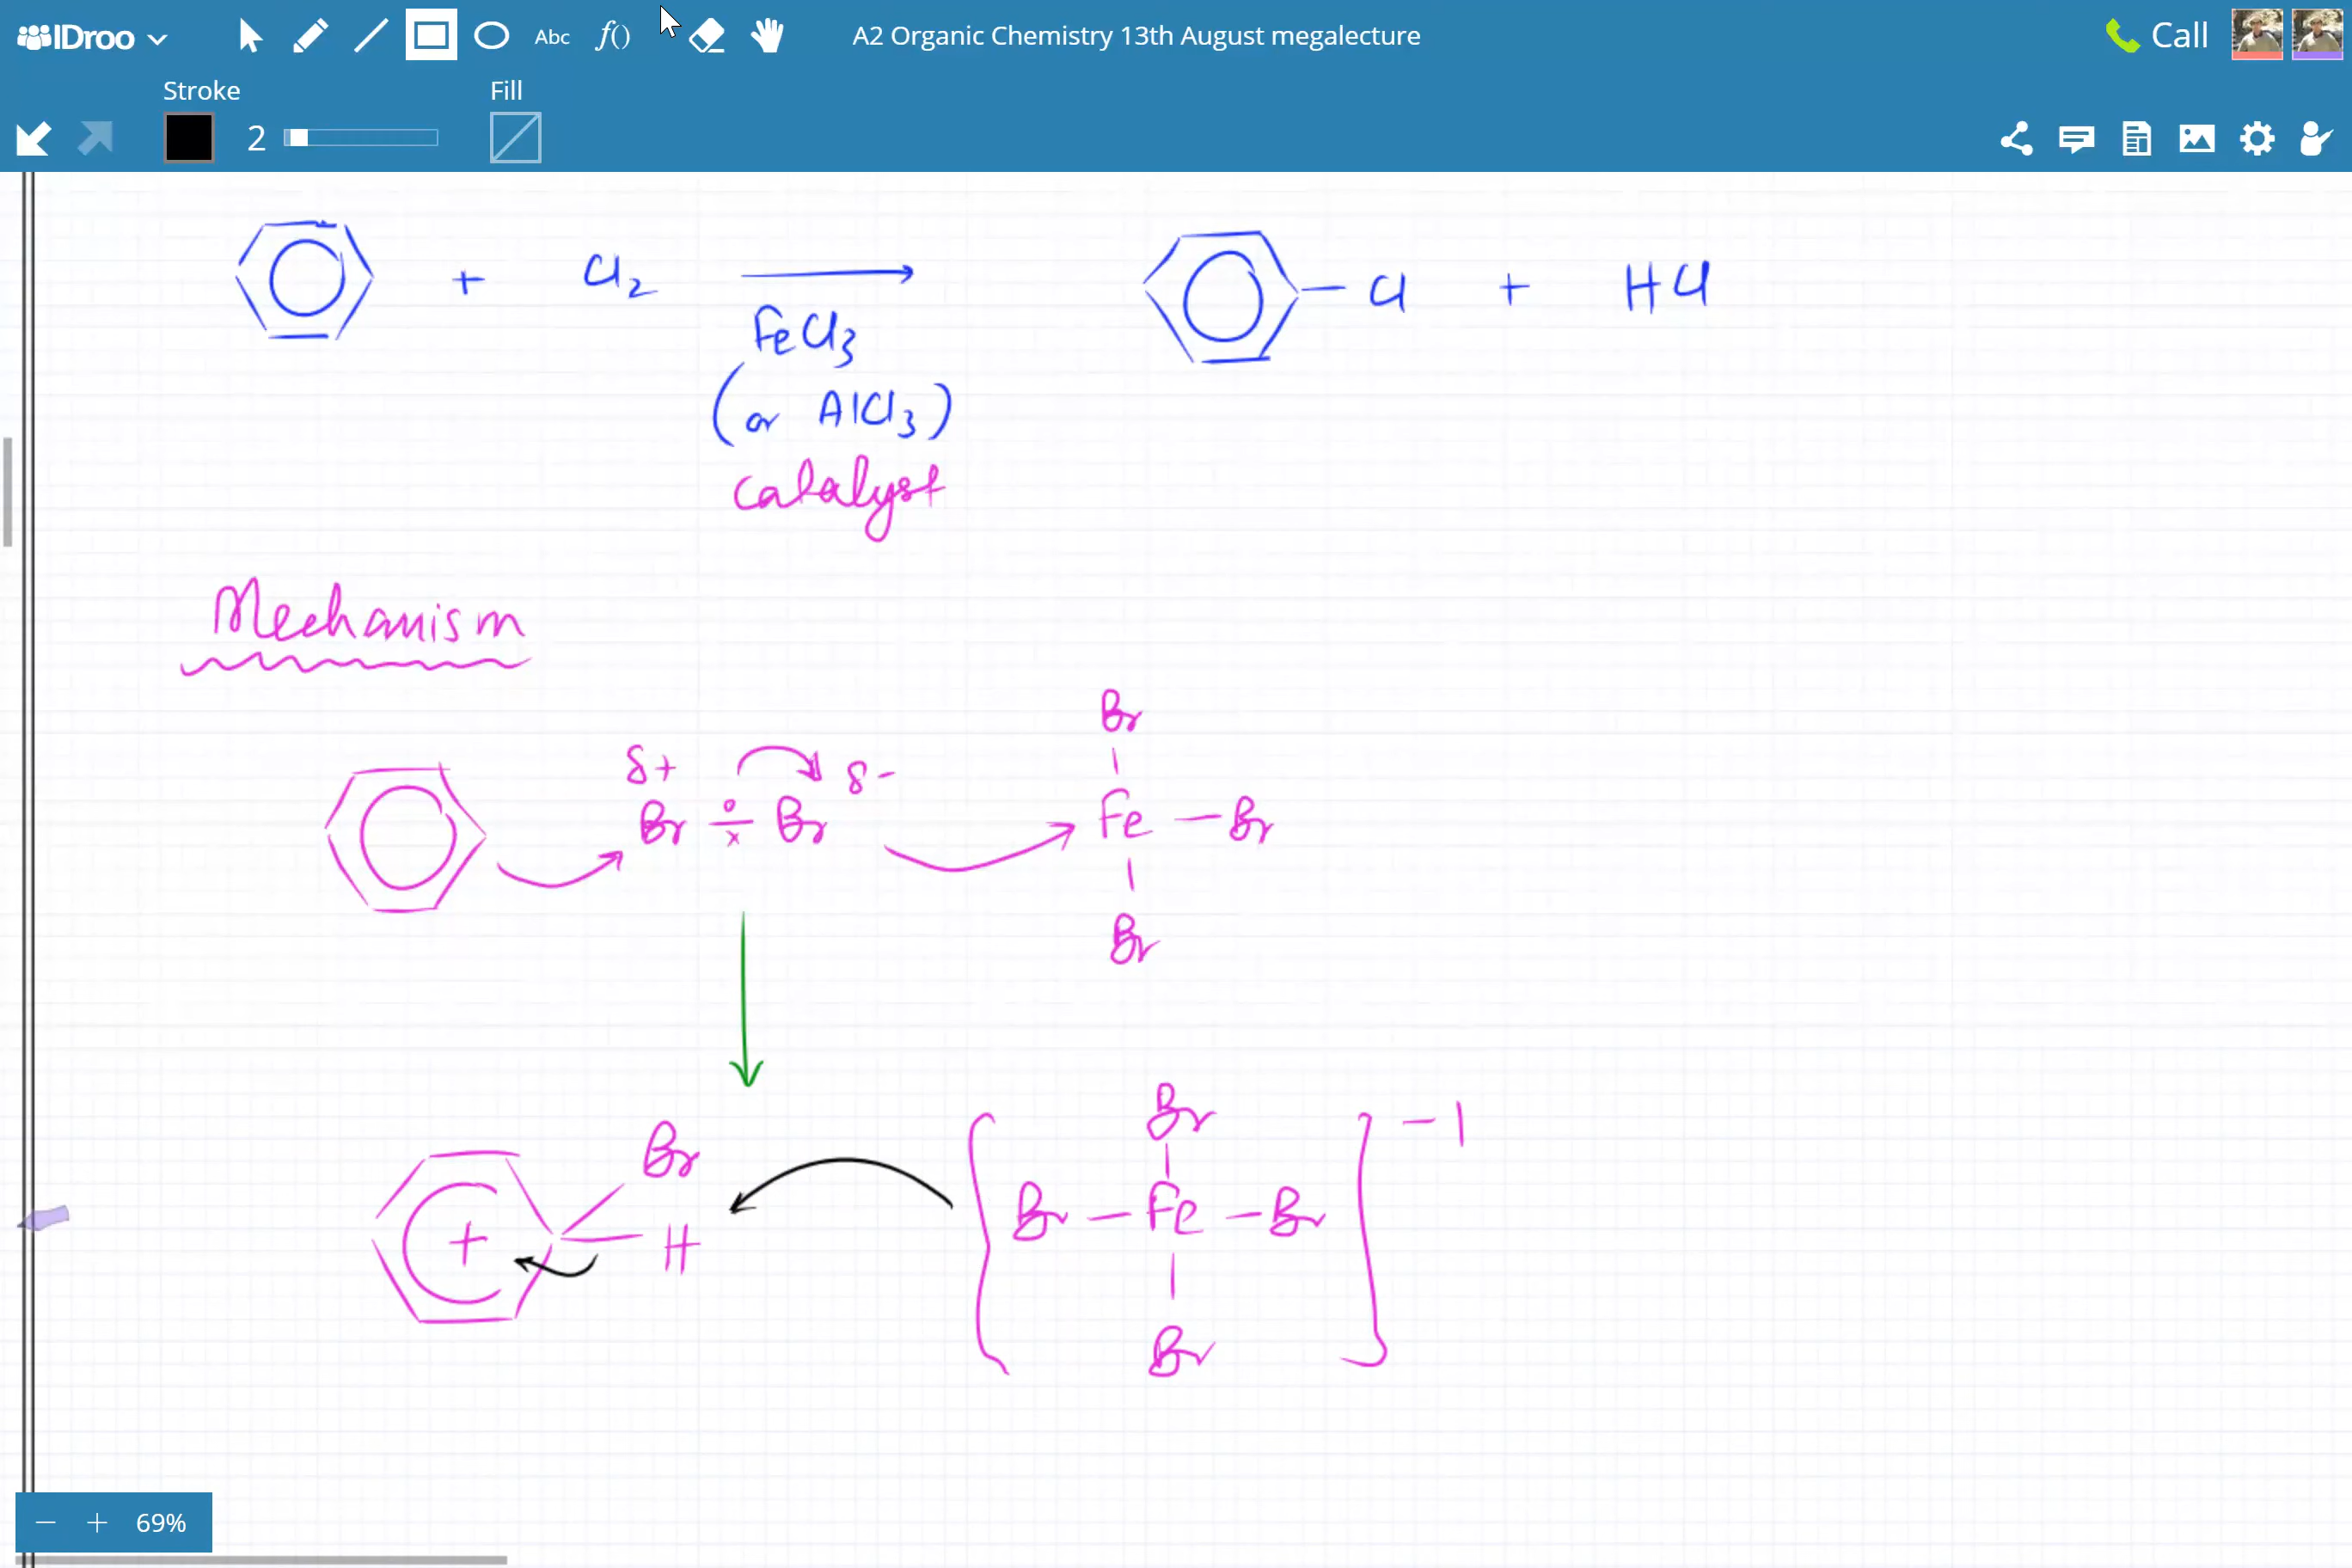 IDroo Abc f() A2 Organic Chemistry 13th August megalecture Call
Stroke Fill
2
+ Cl2 Cl + HCl
FeCl3
(or AlCl3)
catalyst
Mechanism
Br
δ+ δ-
Br Br Fe Br
Br
Br Br -1
+ H Br Fe Br
Br
69%